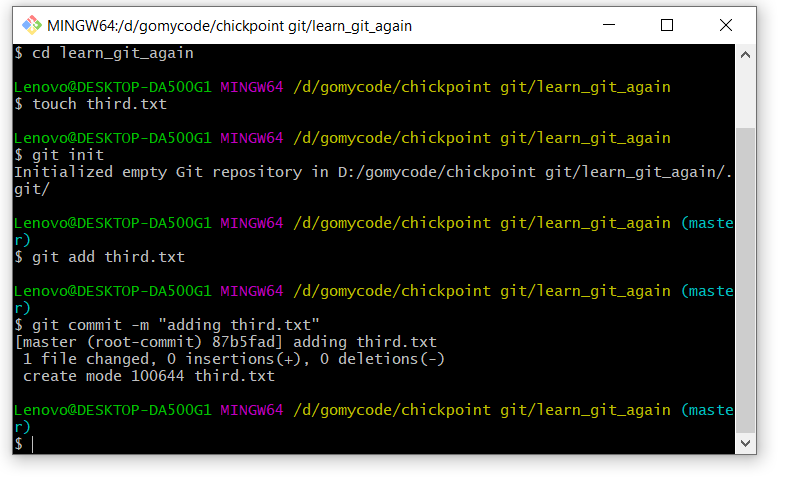 MINGW64:/d/gomycode/chickpoint git/learn_git_again
$ cd learn_git_again
Lenovo@DESKTOP-DA500G1 MINGW64 /d/gomycode/chickpoint git/learn_git_again
$ touch third.txt
Lenovo@DESKTOP-DA500G1 MINGW64 /d/gomycode/chickpoint git/learn_git_again
$ git init
Initialized empty Git repository in D:/gomycode/chickpoint git/learn_git_again/.
git/
Lenovo@DESKTOP-DA500G1 MINGW64 /d/gomycode/chickpoint git/learn_git_again (maste
r)
$ git add third.txt
Lenovo@DESKTOP-DA500G1 MINGW64 /d/gomycode/chickpoint git/learn_git_again (maste
r)
$ git commit -m "adding third.txt"
[master (root-commit) 87b5fad] adding third.txt
 1 file changed, 0 insertions(+), 0 deletions(-)
 create mode 100644 third.txt
Lenovo@DESKTOP-DA500G1 MINGW64 /d/gomycode/chickpoint git/learn_git_again (maste
r)
$